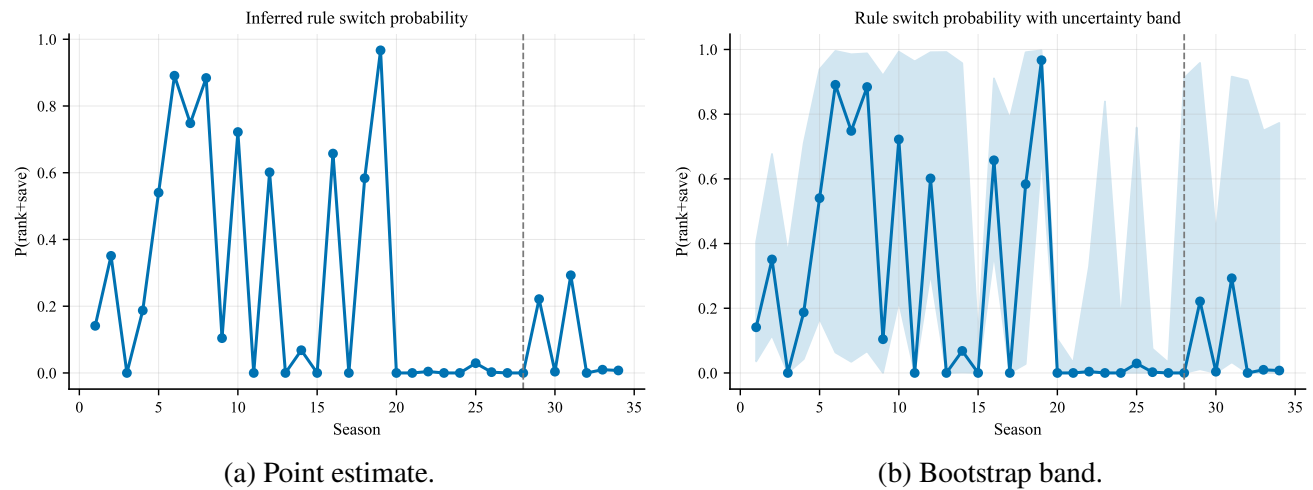 Inferred rule switch probability
P(rank+save)
1.0
0.8
0.6
0.4
0.2
0.0
0 5 10 15 20 25 30 35
Season
(a) Point estimate.
Rule switch probability with uncertainty band
P(rank+save)
1.0
0.8
0.6
0.4
0.2
0.0
0 5 10 15 20 25 30 35
Season
(b) Bootstrap band.